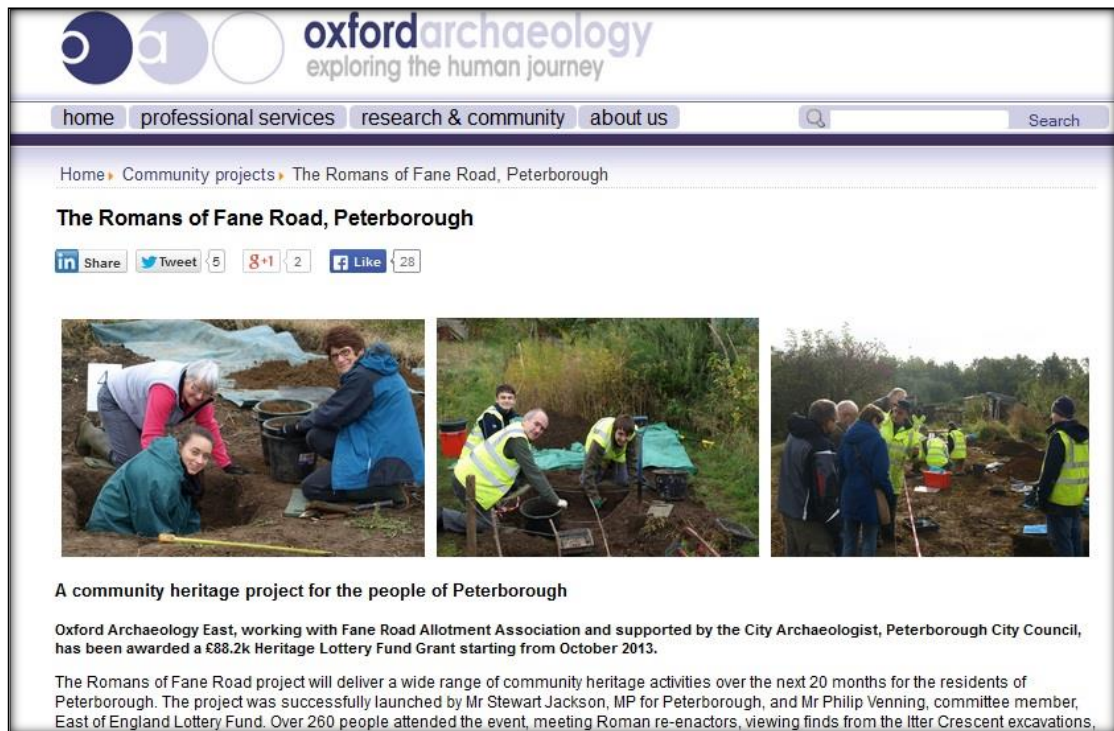 o a
oxfordarchaeology
exploring the human journey
home professional services research & community about us Search
Home Community projects The Romans of Fane Road, Peterborough
The Romans of Fane Road, Peterborough
in Share Tweet 5 g+1 2 f Like 28
4
A community heritage project for the people of Peterborough
Oxford Archaeology East, working with Fane Road Allotment Association and supported by the City Archaeologist, Peterborough City Council,
has been awarded a £88.2k Heritage Lottery Fund Grant starting from October 2013.
The Romans of Fane Road project will deliver a wide range of community heritage activities over the next 20 months for the residents of
Peterborough. The project was successfully launched by Mr Stewart Jackson, MP for Peterborough, and Mr Philip Venning, committee member,
East of England Lottery Fund. Over 260 people attended the event, meeting Roman re-enactors, viewing finds from the Itter Crescent excavations,